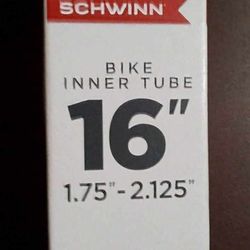 SCHWINN
BIKE
INNER TUBE
16"
1.75"-2.125"